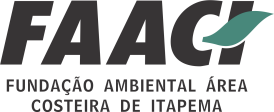 FAACI
FUNDAÇÃO AMBIENTAL ÁREA
COSTEIRA DE ITAPEMA